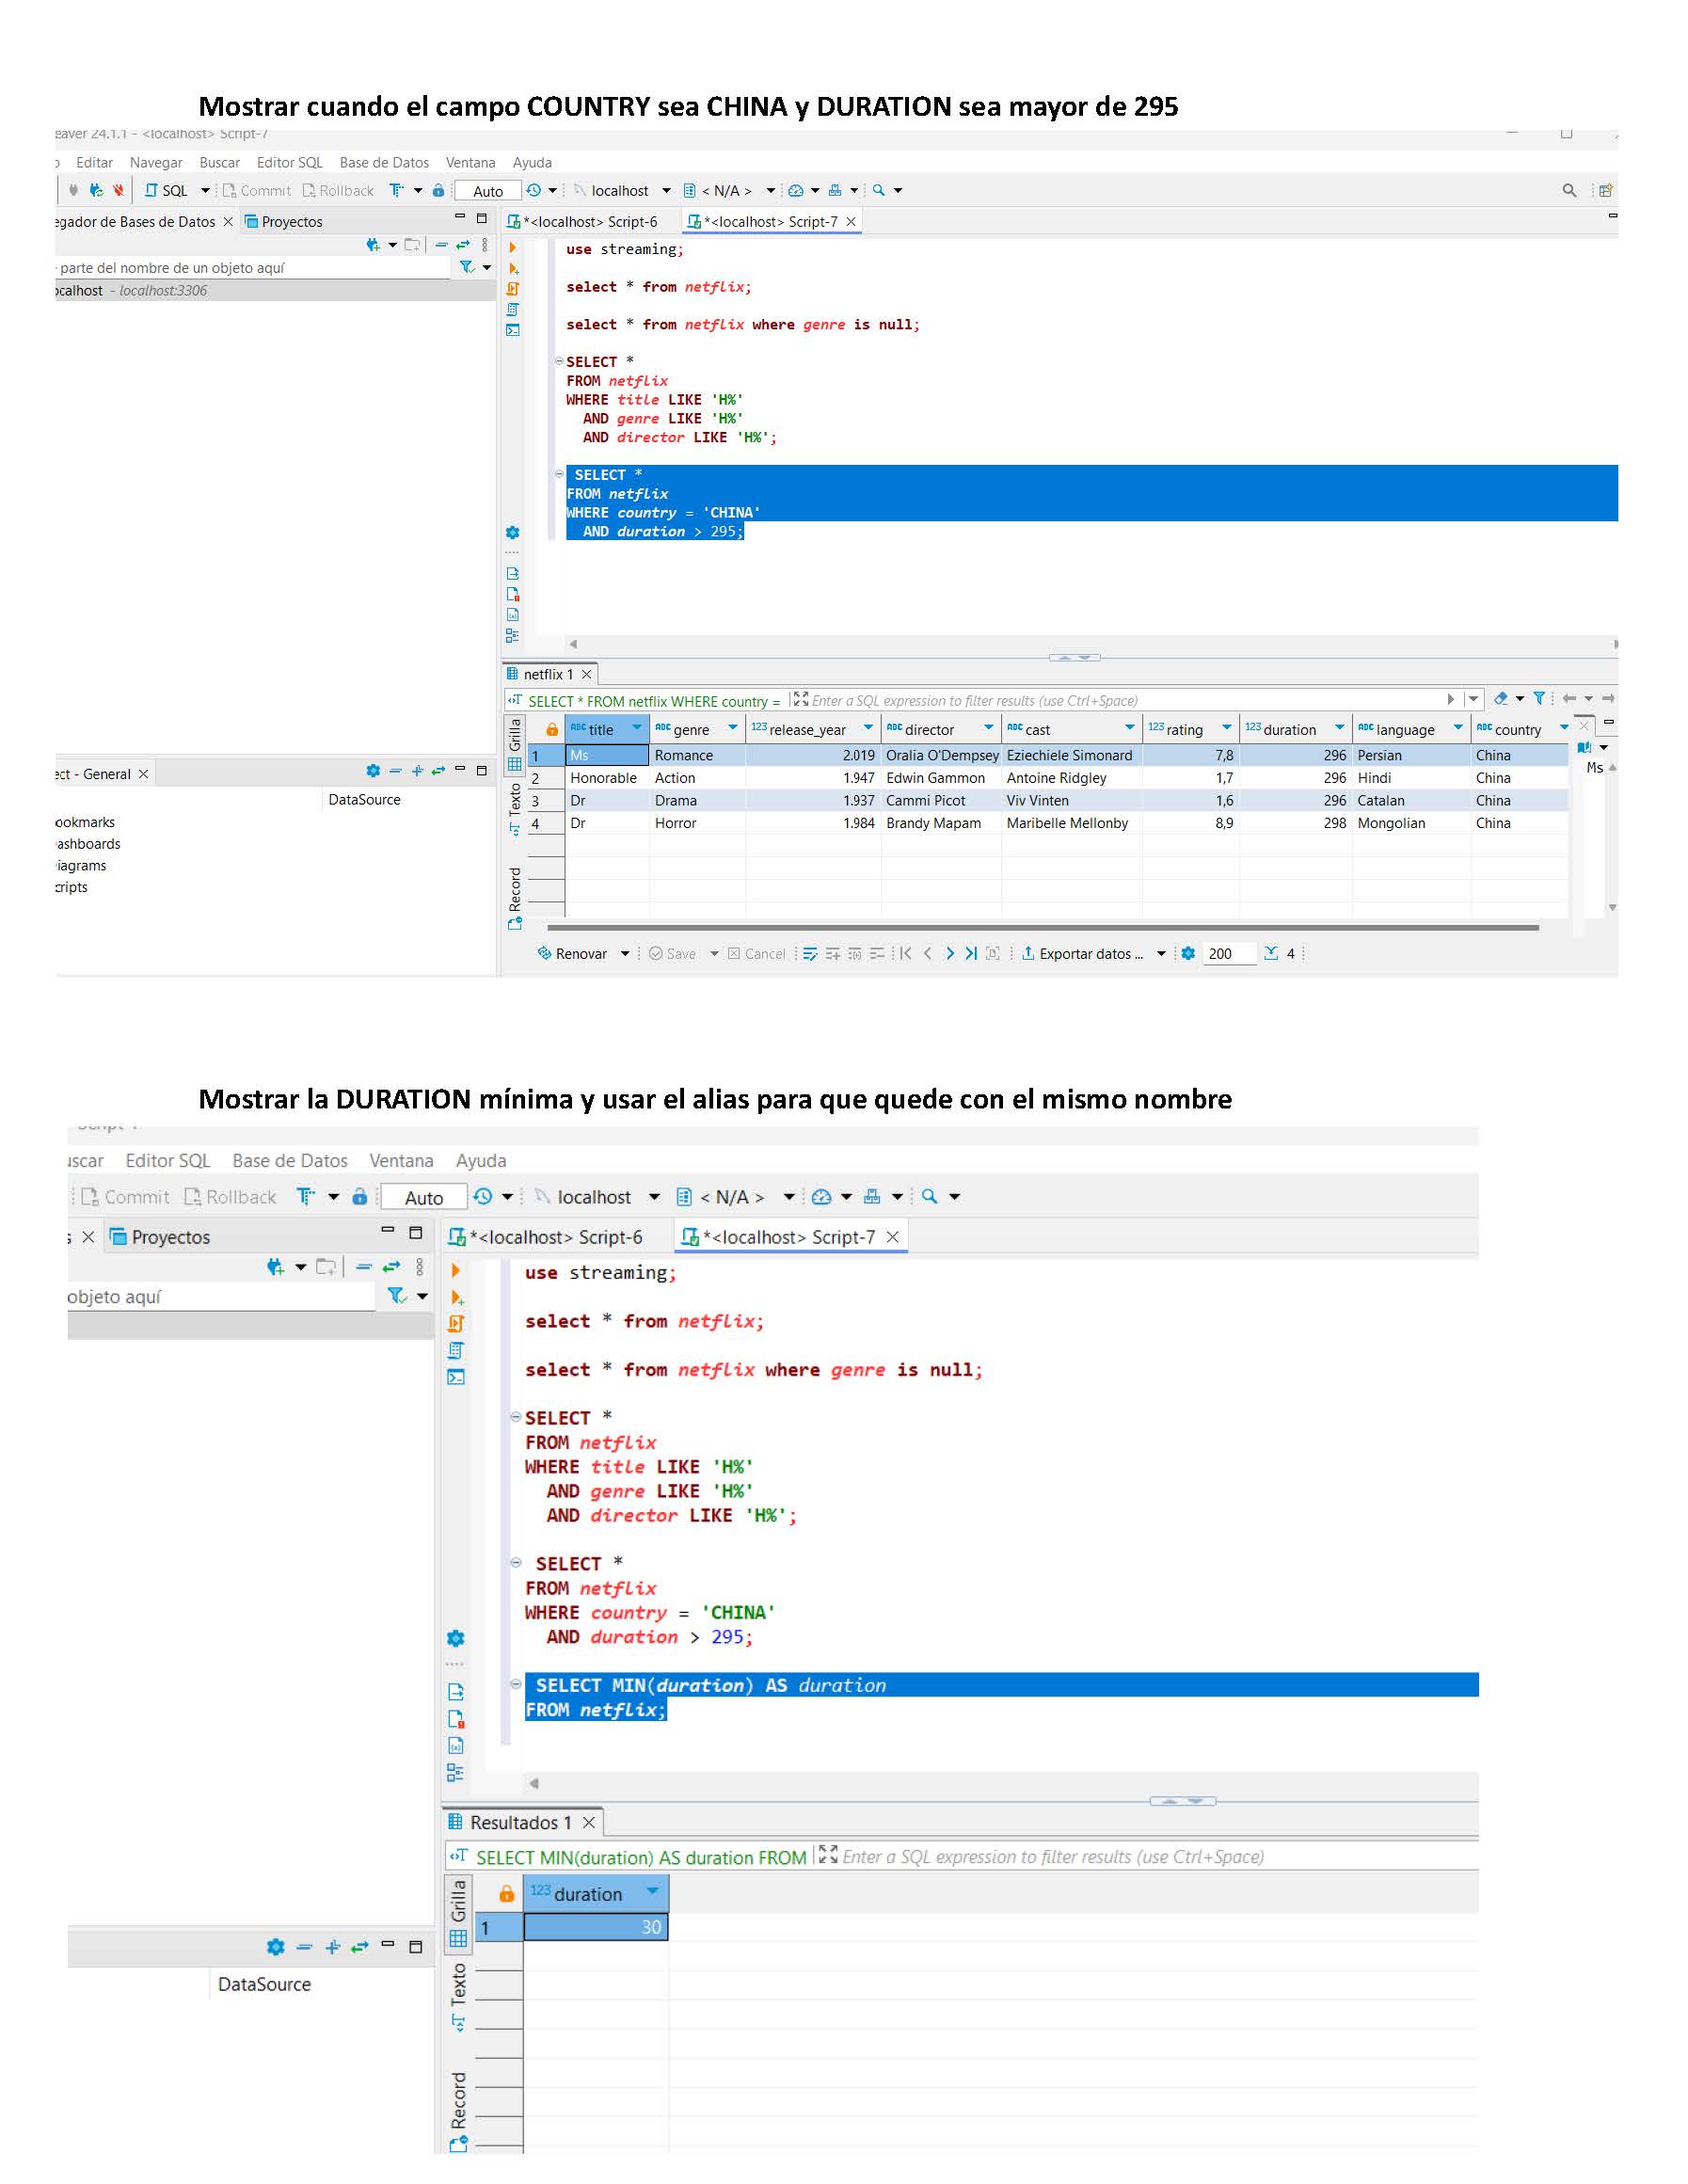 Mostrar cuando el campo COUNTRY sea CHINA y DURATION sea mayor de 295
eaver 24.1.1 - <localhost> Script-7
Editar Navegar Buscar Editor SQL Base de Datos Ventana Ayuda
SQL Commit Rollback Auto localhost < N/A >
egador de Bases de Datos Proyectos
*<localhost> Script-6 *<localhost> Script-7
parte del nombre de un objeto aquí
ocalhost - localhost:3306
use streaming;
select * from netflix;
select * from netflix where genre is null;
SELECT *
FROM netflix
WHERE title LIKE 'H%'
AND genre LIKE 'H%'
AND director LIKE 'H%';
SELECT *
FROM netflix
WHERE country = 'CHINA'
AND duration > 295;
netflix 1
SELECT * FROM netflix WHERE country = Enter a SQL expression to filter results (use Ctrl+Space)
Grilla
Texto
Record
ABC title ABC genre 123 release_year ABC director ABC cast 123 rating 123 duration ABC language ABC country
1 Ms Romance 2.019 Oralia O'Dempsey Eziechiele Simonard 7,8 296 Persian China
2 Honorable Action 1.947 Edwin Gammon Antoine Ridgley 1,7 296 Hindi China
3 Dr Drama 1.937 Cammi Picot Viv Vinten 1,6 296 Catalan China
4 Dr Horror 1.984 Brandy Mapam Maribelle Mellonby 8,9 298 Mongolian China
Ms
ect - General
DataSource
ookmarks
ashboards
iagrams
cripts
Renovar Save Cancel Exportar datos ... 200 4
Mostrar la DURATION mínima y usar el alias para que quede con el mismo nombre
uscar Editor SQL Base de Datos Ventana Ayuda
Commit Rollback Auto localhost < N/A >
s Proyectos
*<localhost> Script-6 *<localhost> Script-7
objeto aquí
use streaming;
select * from netflix;
select * from netflix where genre is null;
SELECT *
FROM netflix
WHERE title LIKE 'H%'
AND genre LIKE 'H%'
AND director LIKE 'H%';
SELECT *
FROM netflix
WHERE country = 'CHINA'
AND duration > 295;
SELECT MIN(duration) AS duration
FROM netflix;
Resultados 1
SELECT MIN(duration) AS duration FROM Enter a SQL expression to filter results (use Ctrl+Space)
Grilla
Texto
Record
123 duration
1 30
DataSource